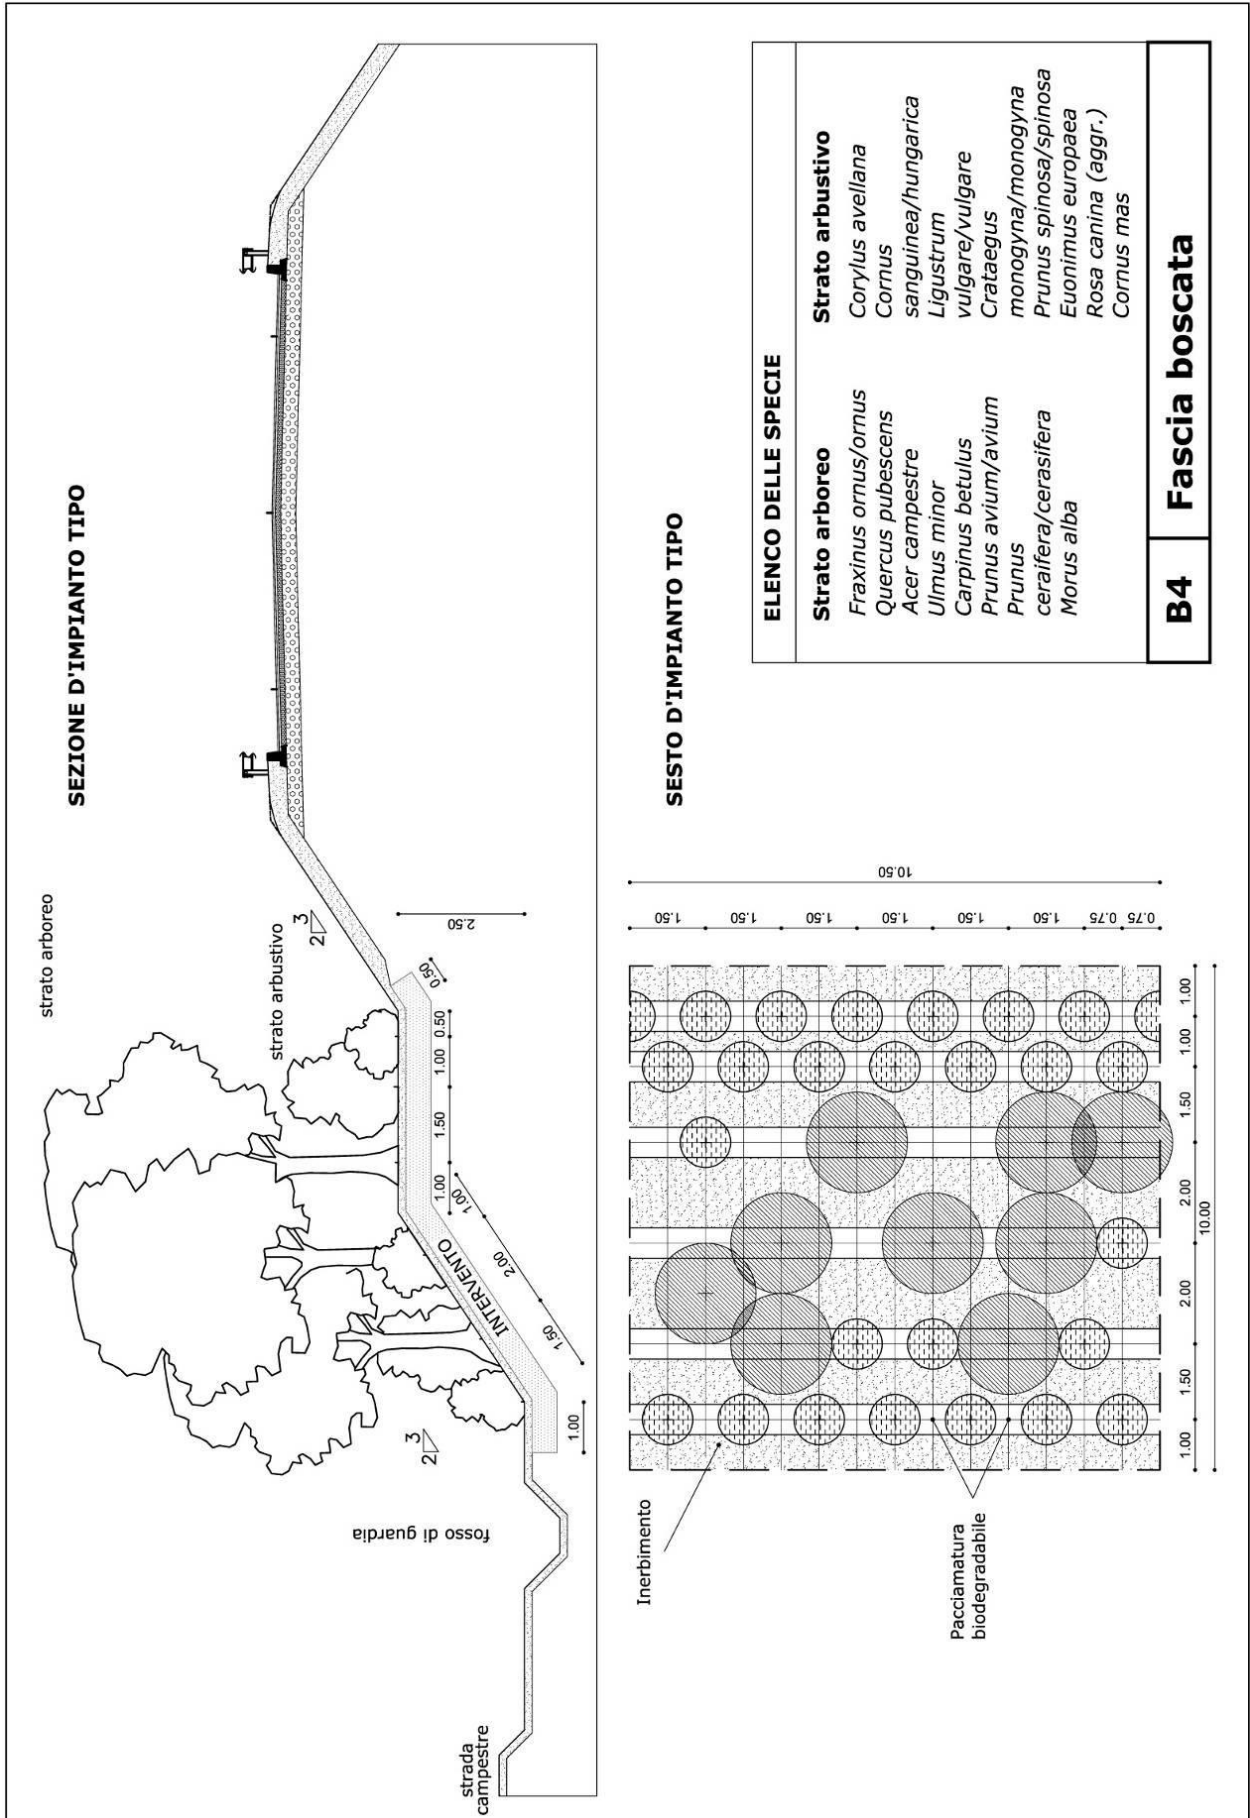 SEZIONE D'IMPIANTO TIPO
strato arboreo
strato arbustivo
3
2
2.50
0.50
0.50
1.00
1.50
1.00
1.00
2.00
1.50
INTERVENTO
1.00
3
2
fosso di guardia
strada
campestre
SESTO D'IMPIANTO TIPO
10.50
1.50
1.50
1.50
1.50
1.50
1.50
0.75
0.75
1.00
1.50
2.00
2.00
1.50
1.00
1.00
10.00
Inerbimento
Pacciamatura
biodegradabile
ELENCO DELLE SPECIE
Strato arboreo
Fraxinus ornus/ornus
Quercus pubescens
Acer campestre
Ulmus minor
Carpinus betulus
Prunus avium/avium
Prunus
ceraifera/cerasifera
Morus alba
Strato arbustivo
Corylus avellana
Cornus
sanguinea/hungarica
Ligustrum
vulgare/vulgare
Crataegus
monogyna/monogyna
Prunus spinosa/spinosa
Euonimus europaea
Rosa canina (aggr.)
Cornus mas
B4
Fascia boscata